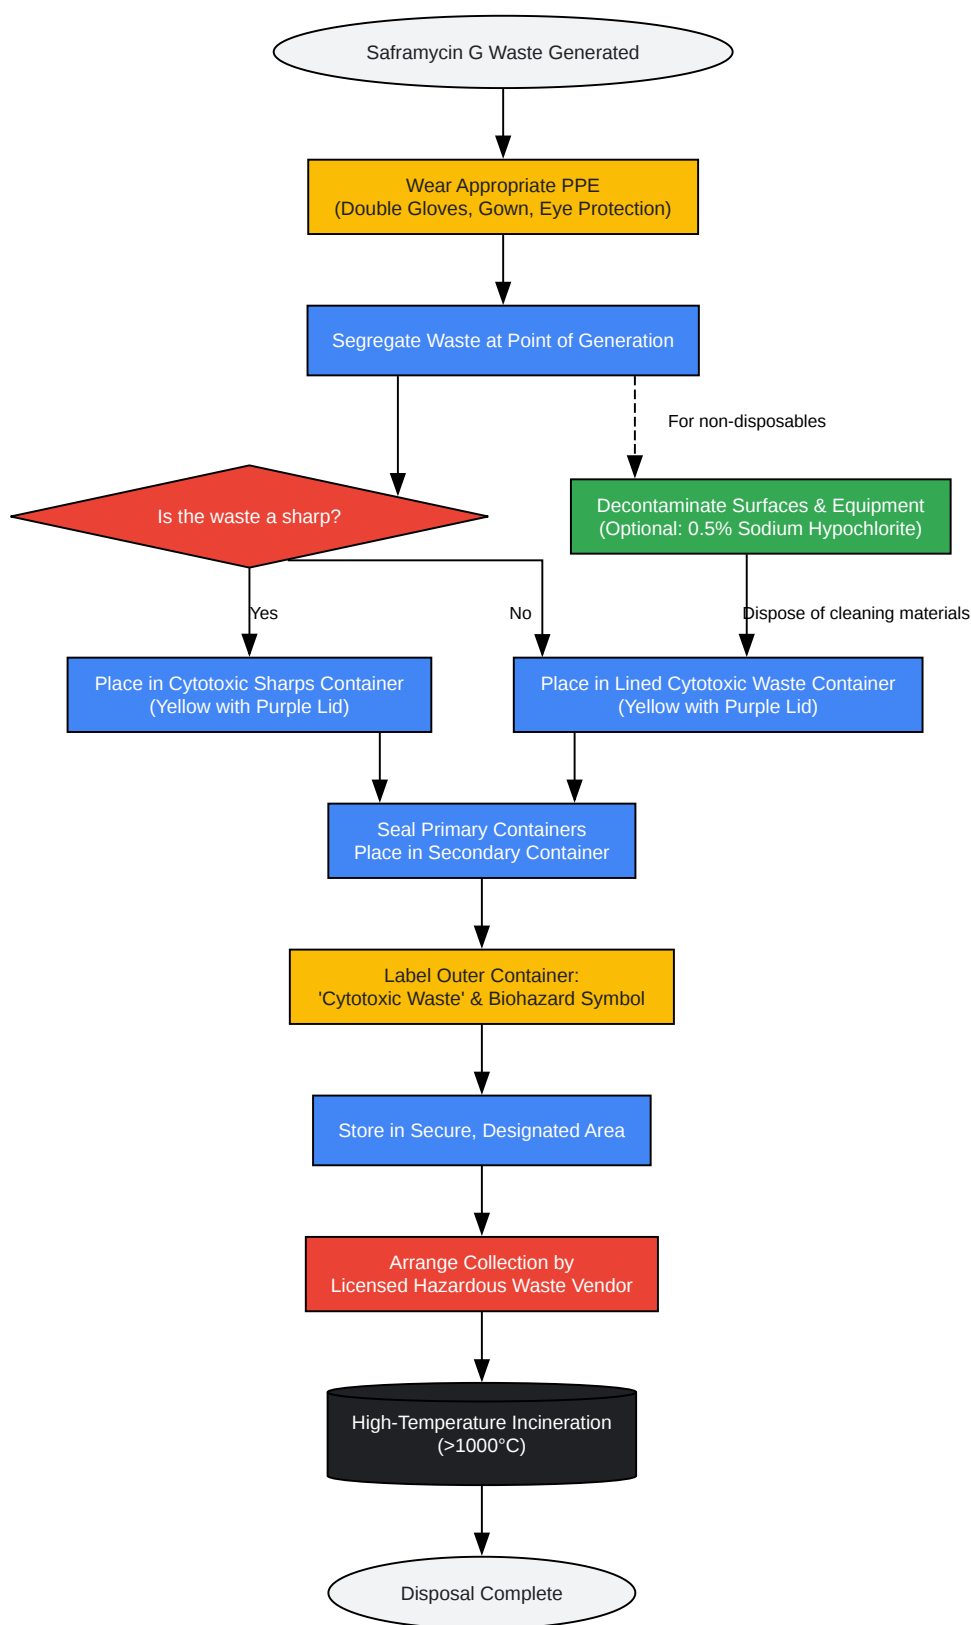 Saframycin G Waste Generated
Wear Appropriate PPE
(Double Gloves, Gown, Eye Protection)
Segregate Waste at Point of Generation
For non-disposables
Is the waste a sharp?
Decontaminate Surfaces & Equipment
(Optional: 0.5% Sodium Hypochlorite)
Yes
No
Dispose of cleaning materials
Place in Cytotoxic Sharps Container
(Yellow with Purple Lid)
Place in Lined Cytotoxic Waste Container
(Yellow with Purple Lid)
Seal Primary Containers
Place in Secondary Container
Label Outer Container:
'Cytotoxic Waste' & Biohazard Symbol
Store in Secure, Designated Area
Arrange Collection by
Licensed Hazardous Waste Vendor
High-Temperature Incineration
(>1000°C)
Disposal Complete